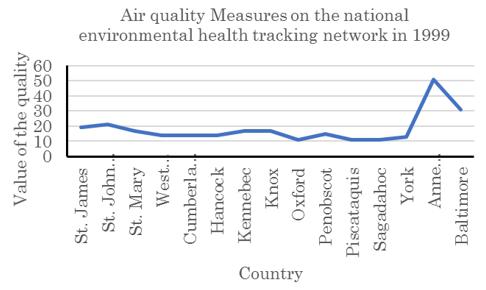 Air quality Measures on the national
environmental health tracking network in 1999
Value of the quality
60
50
40
30
20
10
0
St. James
St. John...
St. Mary
West...
Cumberla...
Hancock
Kennebec
Knox
Oxford
Penobscot
Piscataquis
Sagadahoc
York
Anne...
Baltimore
Country